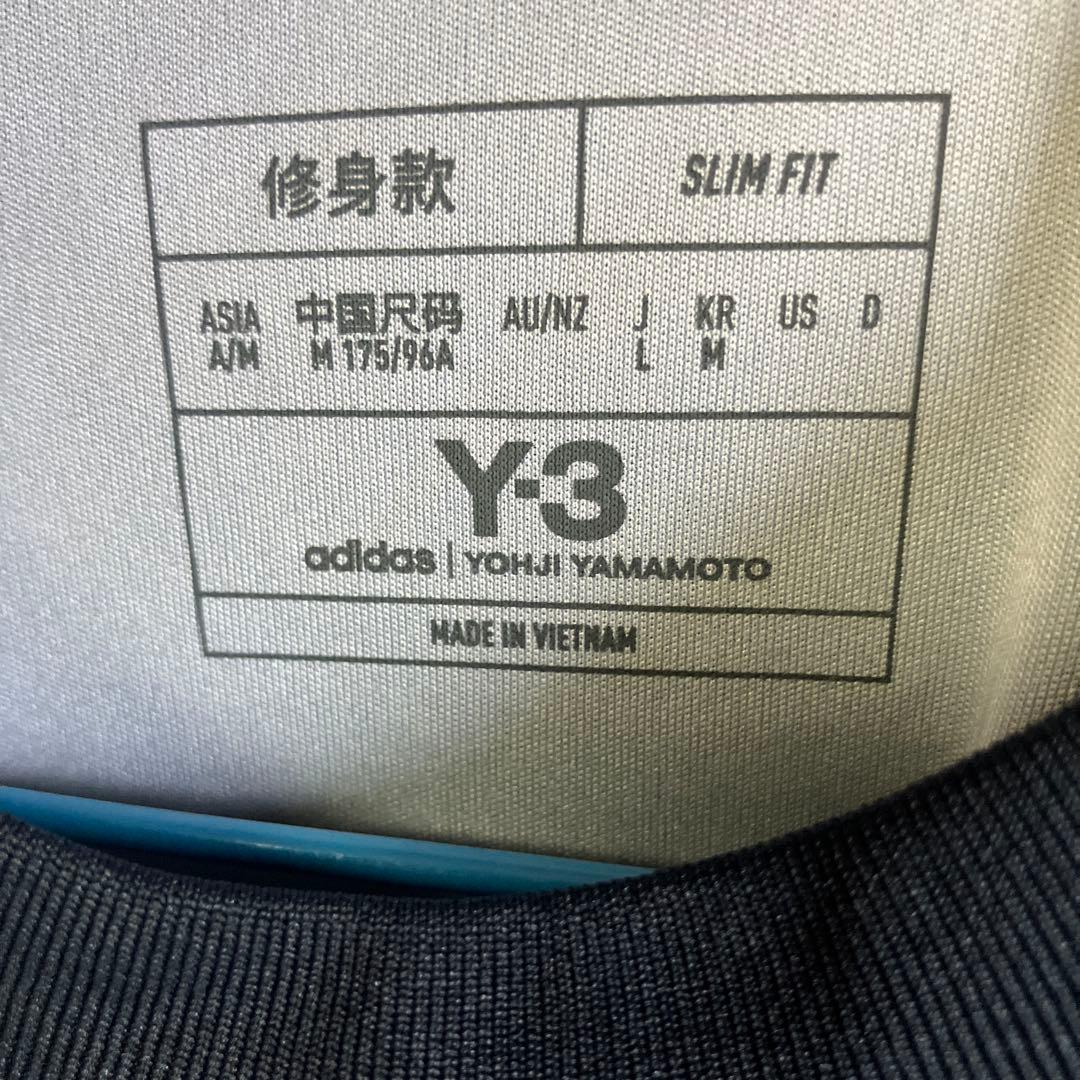 修身款 SLIM FIT
ASIA 中国尺码 AU/NZ J KR US D
A/M M 175/96A L M
Y-3
adidas | YOHJI YAMAMOTO
MADE IN VIETNAM